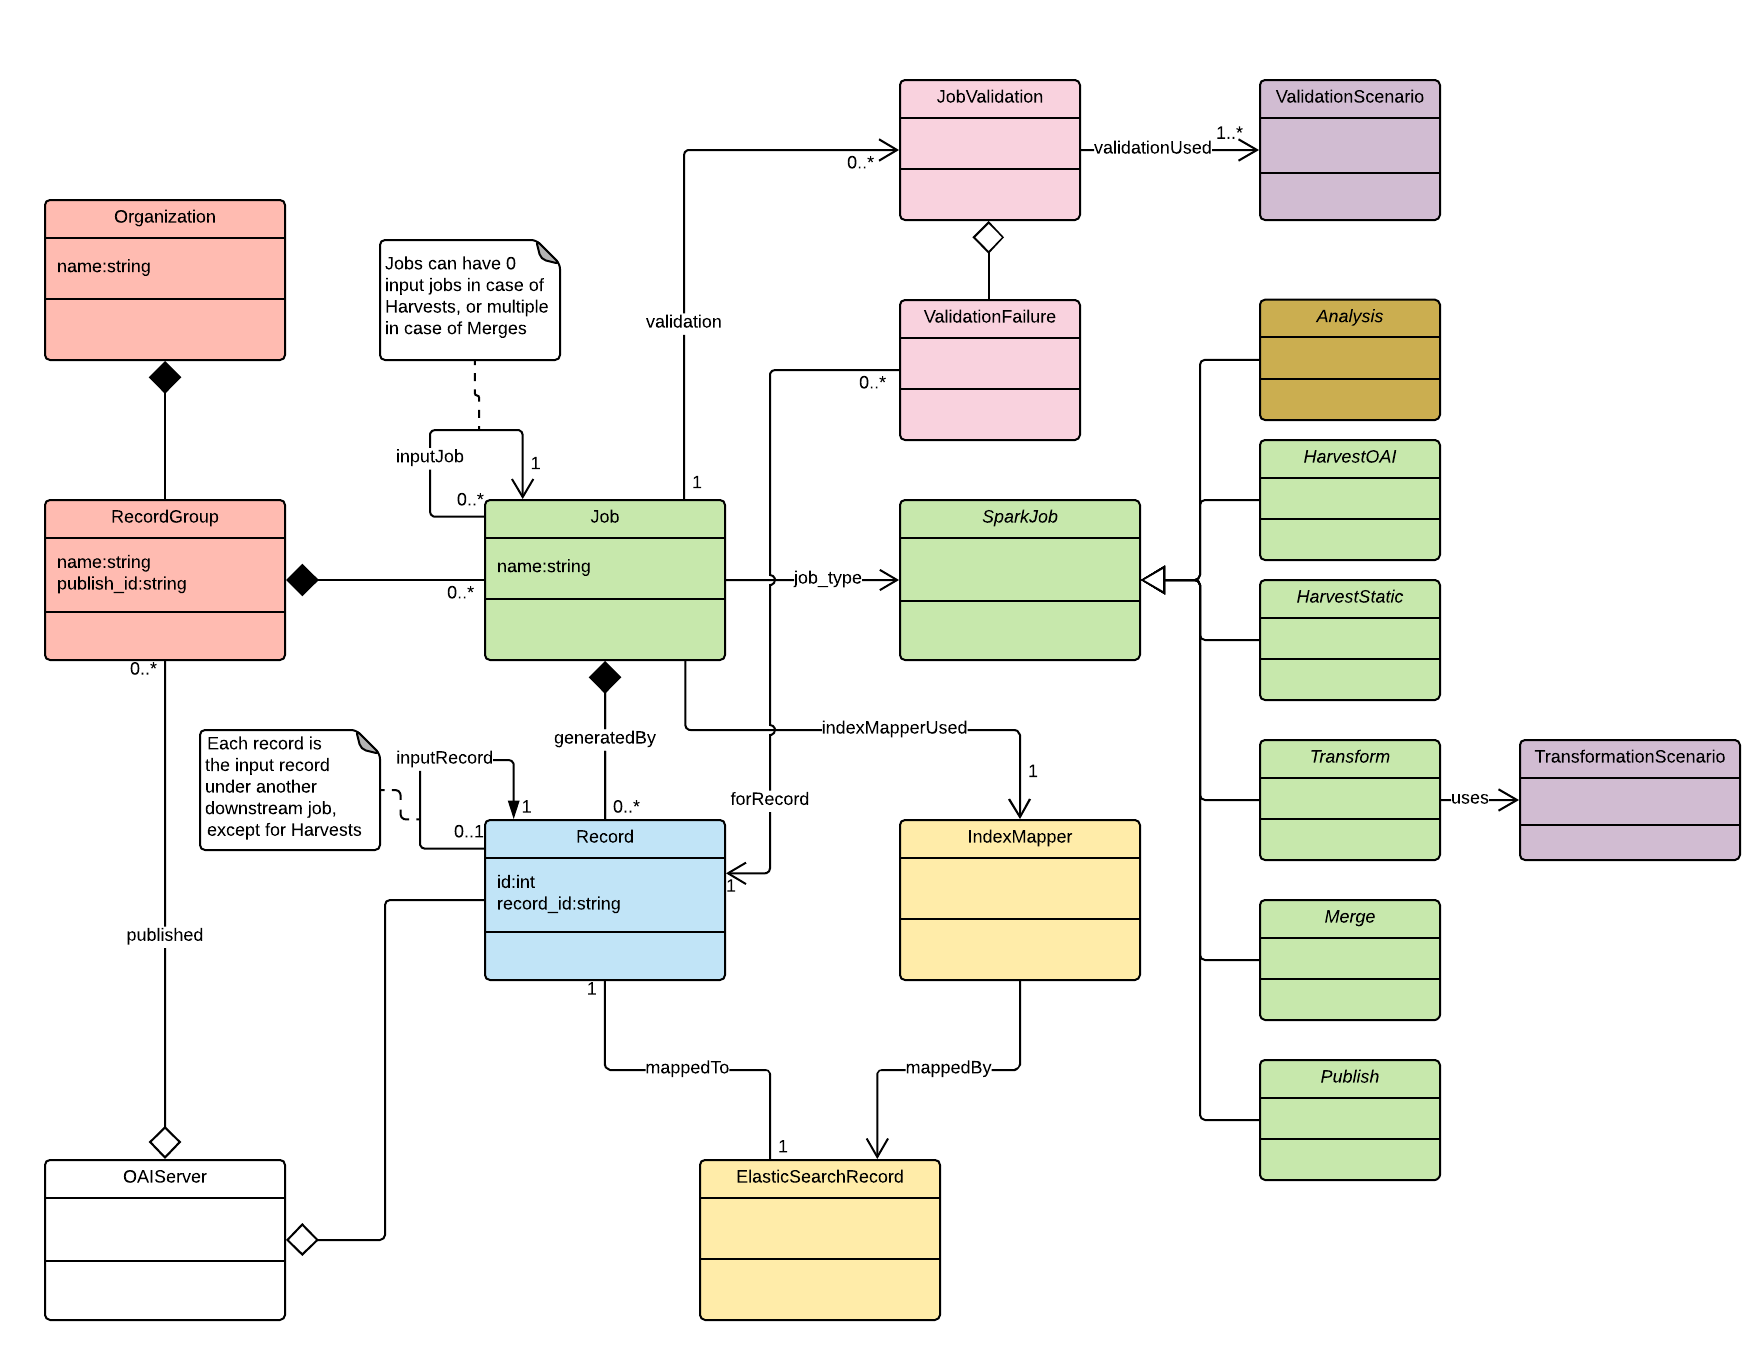 JobValidation
ValidationScenario
validationUsed
1..*
0..*
Organization
name:string
Jobs can have 0
input jobs in case of
Harvests, or multiple
in case of Merges
validation
ValidationFailure
0..*
Analysis
inputJob
1
0..*
1
HarvestOAI
RecordGroup
name:string
publish_id:string
0..*
Job
name:string
job_type
SparkJob
HarvestStatic
0..*
Each record is
the input record
under another
downstream job,
except for Harvests
inputRecord
1
0..1
generatedBy
0..*
indexMapperUsed
1
forRecord
1
Transform
uses
TransformationScenario
Record
id:int
record_id:string
IndexMapper
published
Merge
1
mappedTo
1
mappedBy
Publish
OAIServer
ElasticSearchRecord